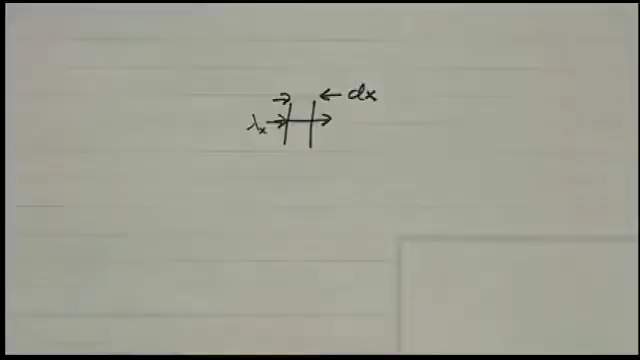 → ← dx
λₓ → →